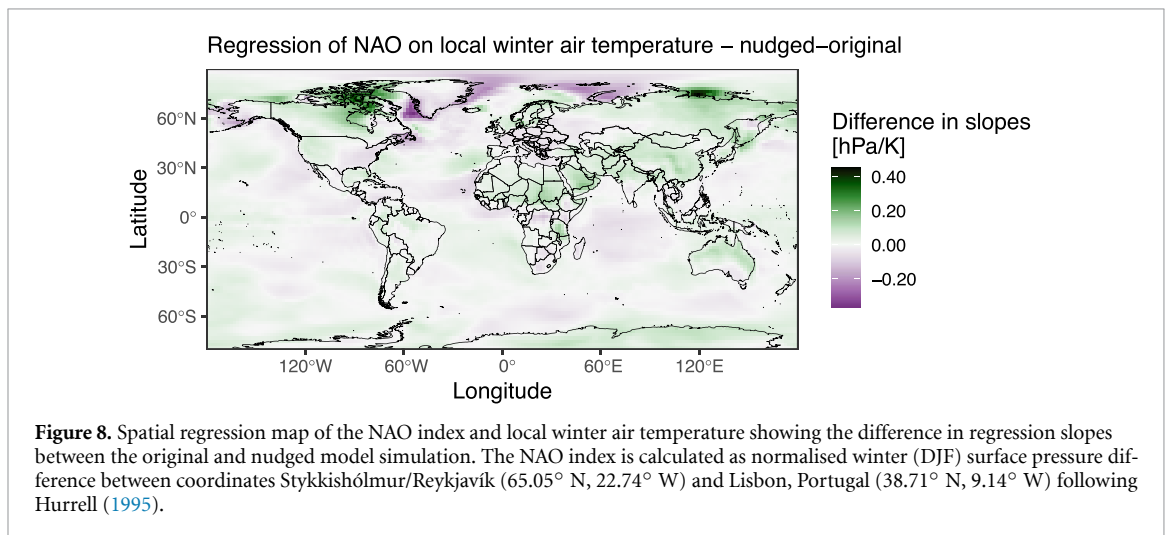 Regression of NAO on local winter air temperature − nudged−original
60°N
30°N
0°
30°S
60°S
Latitude
120°W
60°W
0°
60°E
120°E
Longitude
Difference in slopes
[hPa/K]
0.40
0.20
0.00
−0.20
Figure 8. Spatial regression map of the NAO index and local winter air temperature showing the difference in regression slopes
between the original and nudged model simulation. The NAO index is calculated as normalised winter (DJF) surface pressure dif-
ference between coordinates Stykkishólmur/Reykjavík (65.05° N, 22.74° W) and Lisbon, Portugal (38.71° N, 9.14° W) following
Hurrell (1995).